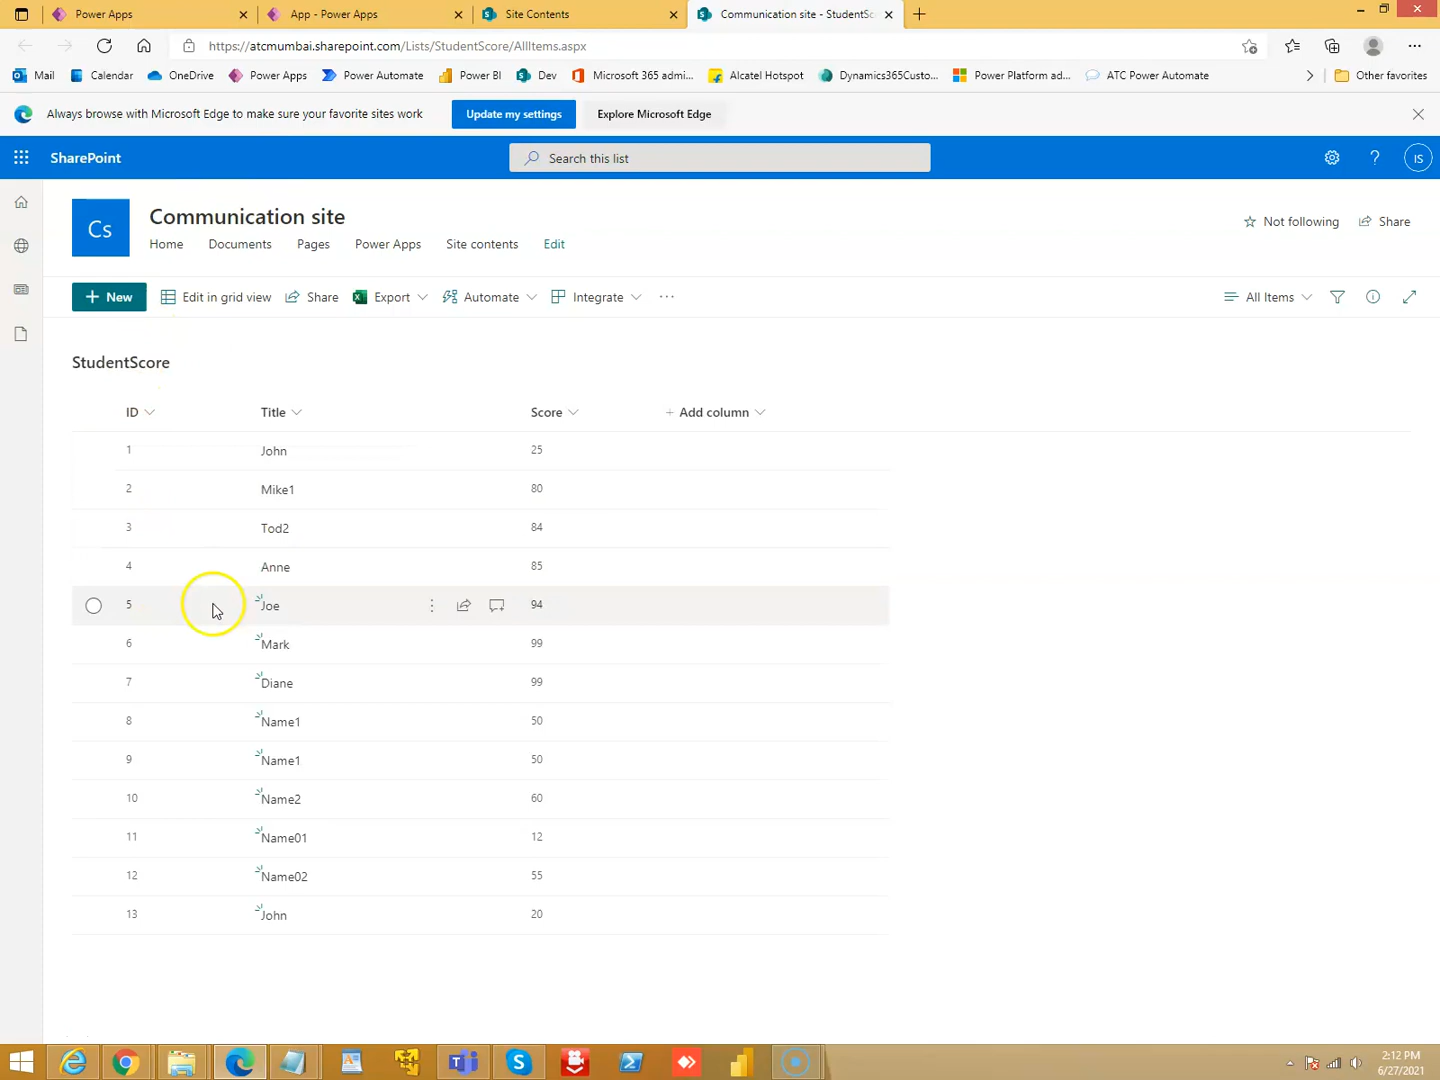 Power Apps
App - Power Apps
Site Contents
Communication site - StudentSc
https://atcmumbai.sharepoint.com/Lists/StudentScore/AllItems.aspx
Mail
Calendar
OneDrive
Power Apps
Power Automate
Power BI
Dev
Microsoft 365 admi...
Alcatel Hotspot
Dynamics365Custo...
Power Platform ad...
ATC Power Automate
Other favorites
Always browse with Microsoft Edge to make sure your favorite sites work
Update my settings
Explore Microsoft Edge
SharePoint
Search this list
IS
Cs
Communication site
Home
Documents
Pages
Power Apps
Site contents
Edit
Not following
Share
New
Edit in grid view
Share
Export
Automate
Integrate
...
All Items
StudentScore
ID Title Score + Add column
1 John 25
2 Mike1 80
3 Tod2 84
4 Anne 85
5 Joe 94
6 Mark 99
7 Diane 99
8 Name1 50
9 Name1 50
10 Name2 60
11 Name01 12
12 Name02 55
13 John 20
2:12 PM
6/27/2021